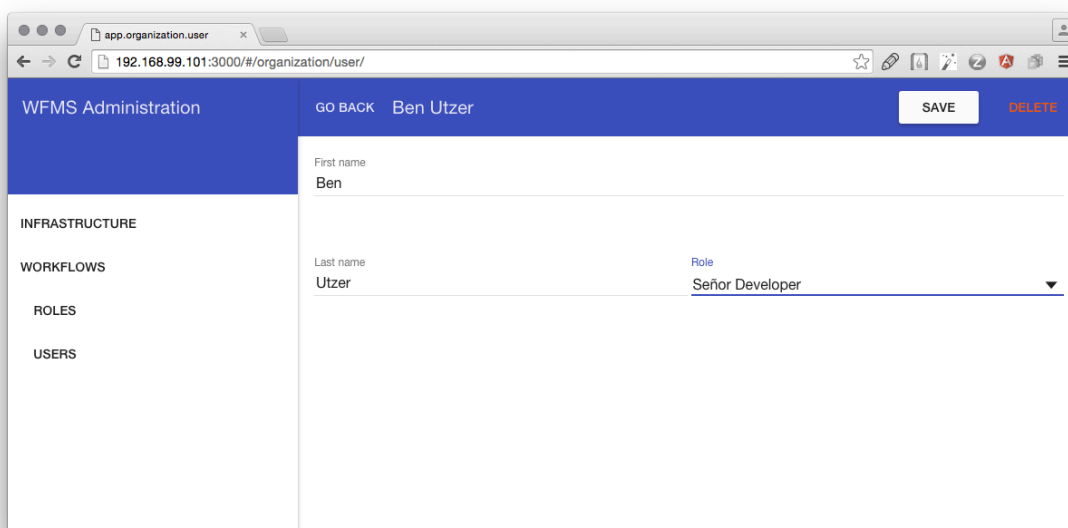 app.organization.user
192.168.99.101:3000/#/organization/user/
WFMS Administration
GO BACK Ben Utzer SAVE DELETE
First name
Ben
INFRASTRUCTURE
WORKFLOWS
ROLES
USERS
Last name Role
Utzer Señor Developer